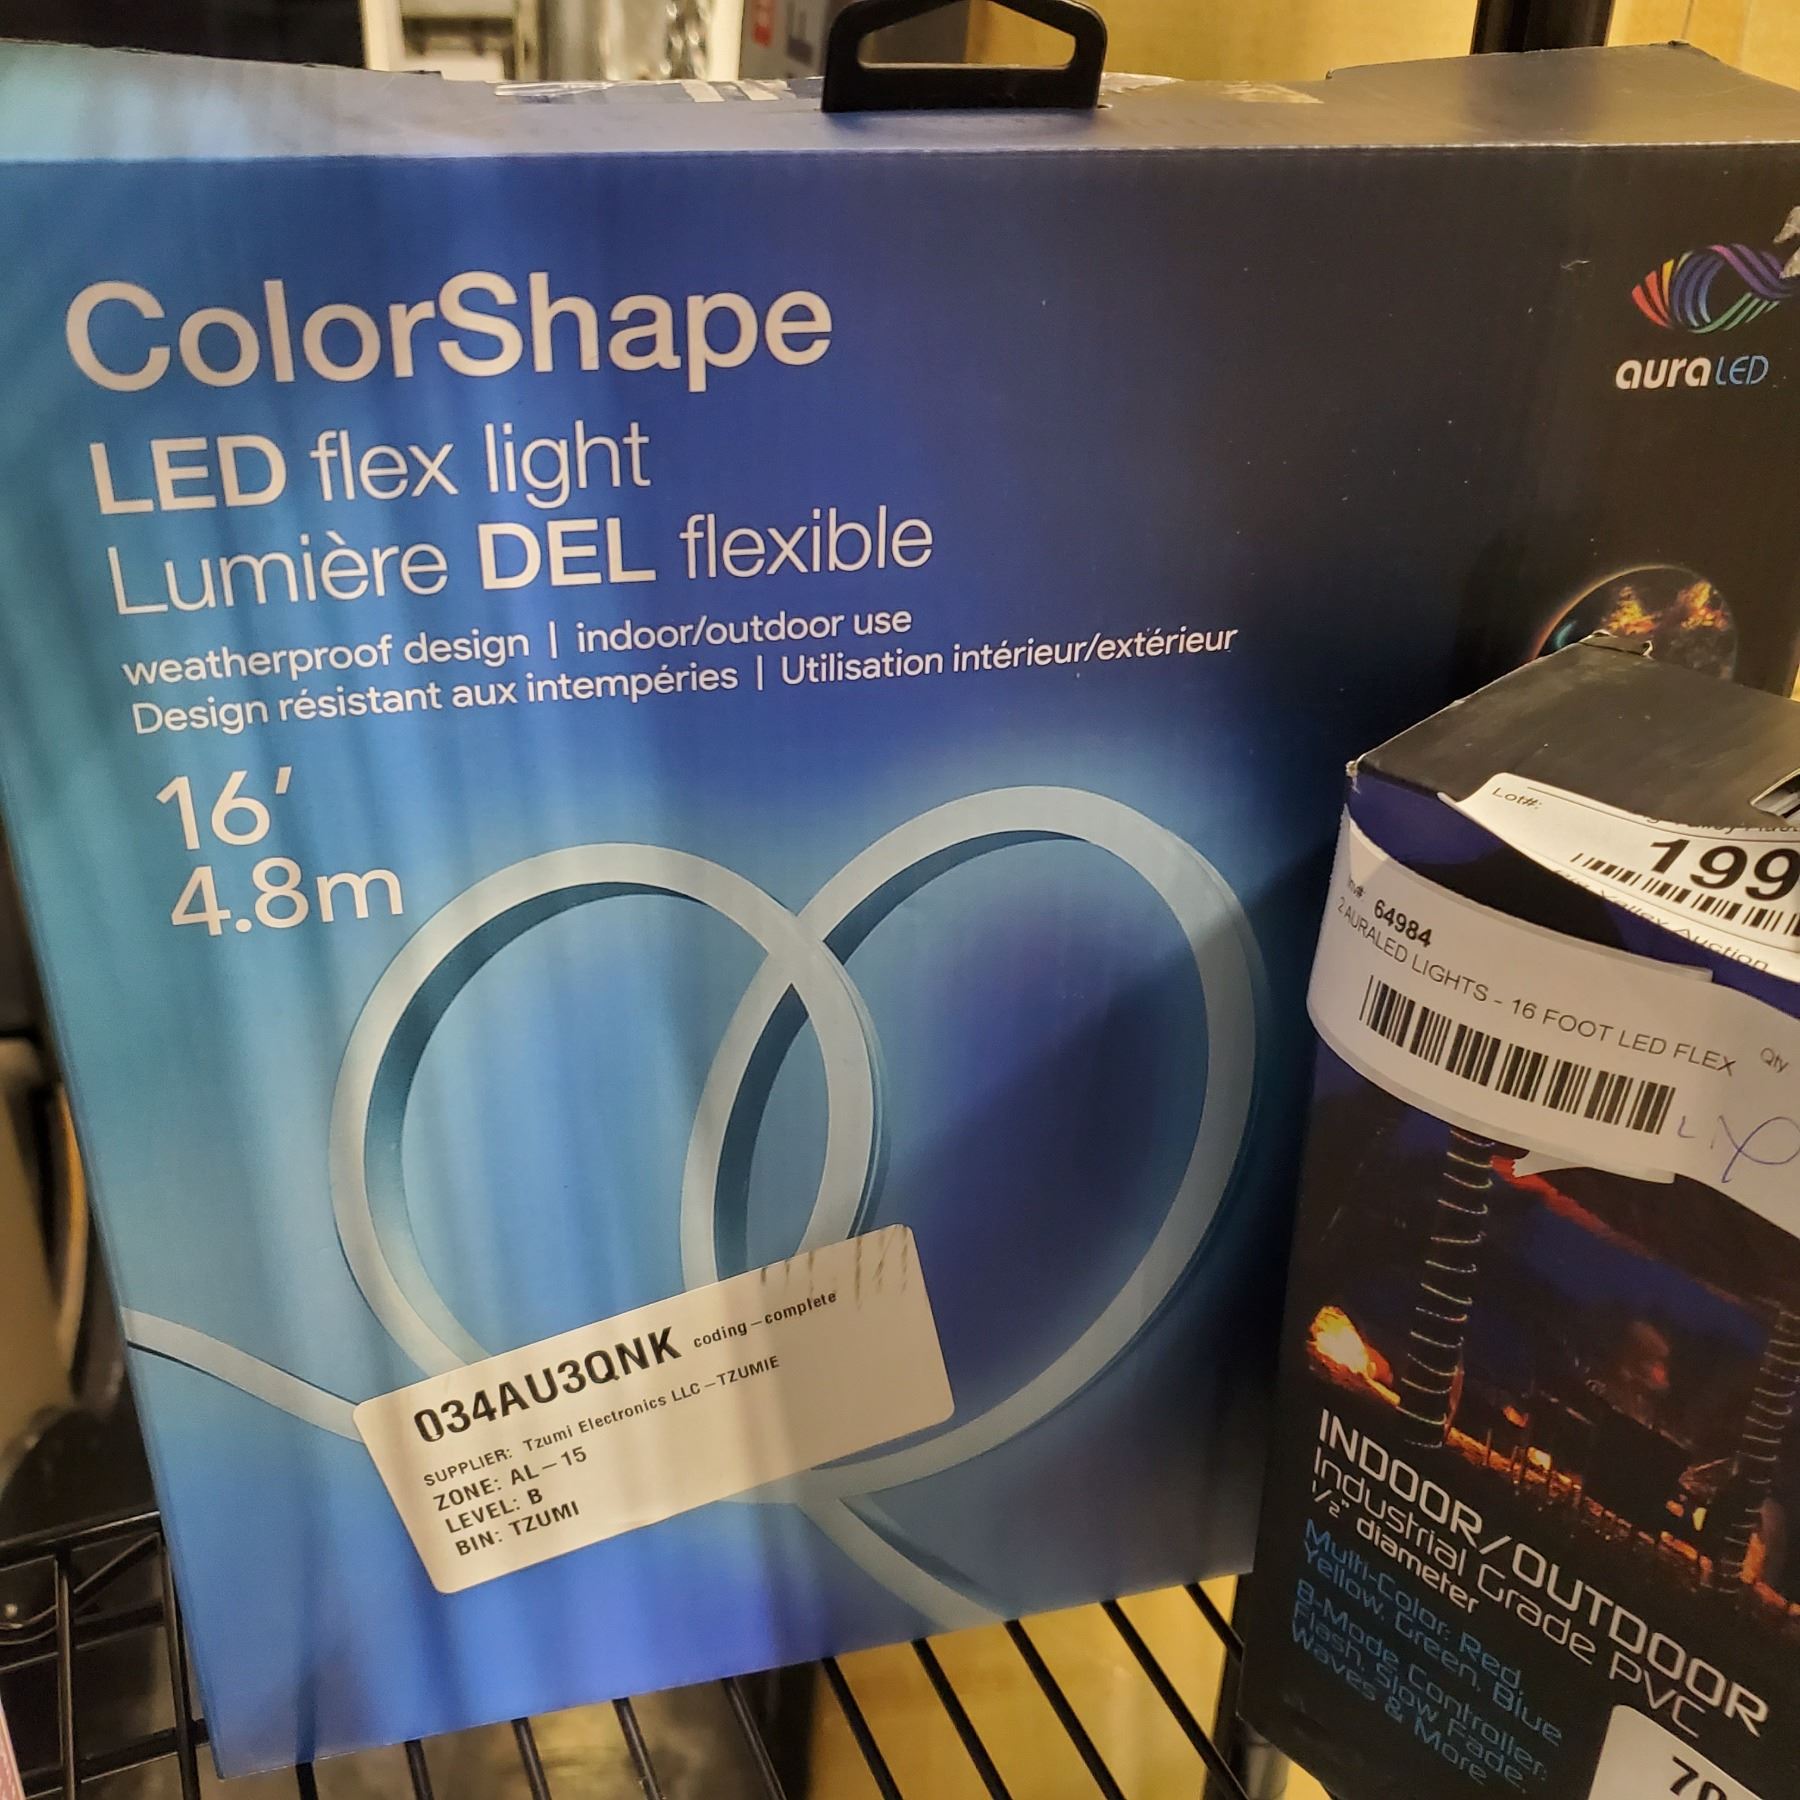 ColorShape
LED flex light
Lumière DEL flexible
weatherproof design | indoor/outdoor use
Design résistant aux intempéries | Utilisation intérieur/extérieur
16'
4.8m
auraLED
034AU3QNK coding-complete
SUPPLIER: Tzumi Electronics LLC-TZUMIE
ZONE: AL-15
LEVEL: B
BIN: TZUMI
Lot#:
199
Auction
64984
2 AURALED LIGHTS - 16 FOOT LED FLEX
Qty
INDOOR/OUTDOOR
Industrial Grade PVC
1/2" diameter
Multi-Color: Red,
Yellow, Green, Blue
8-Mode Controller:
Flash, Slow Fade,
Waves & More
70